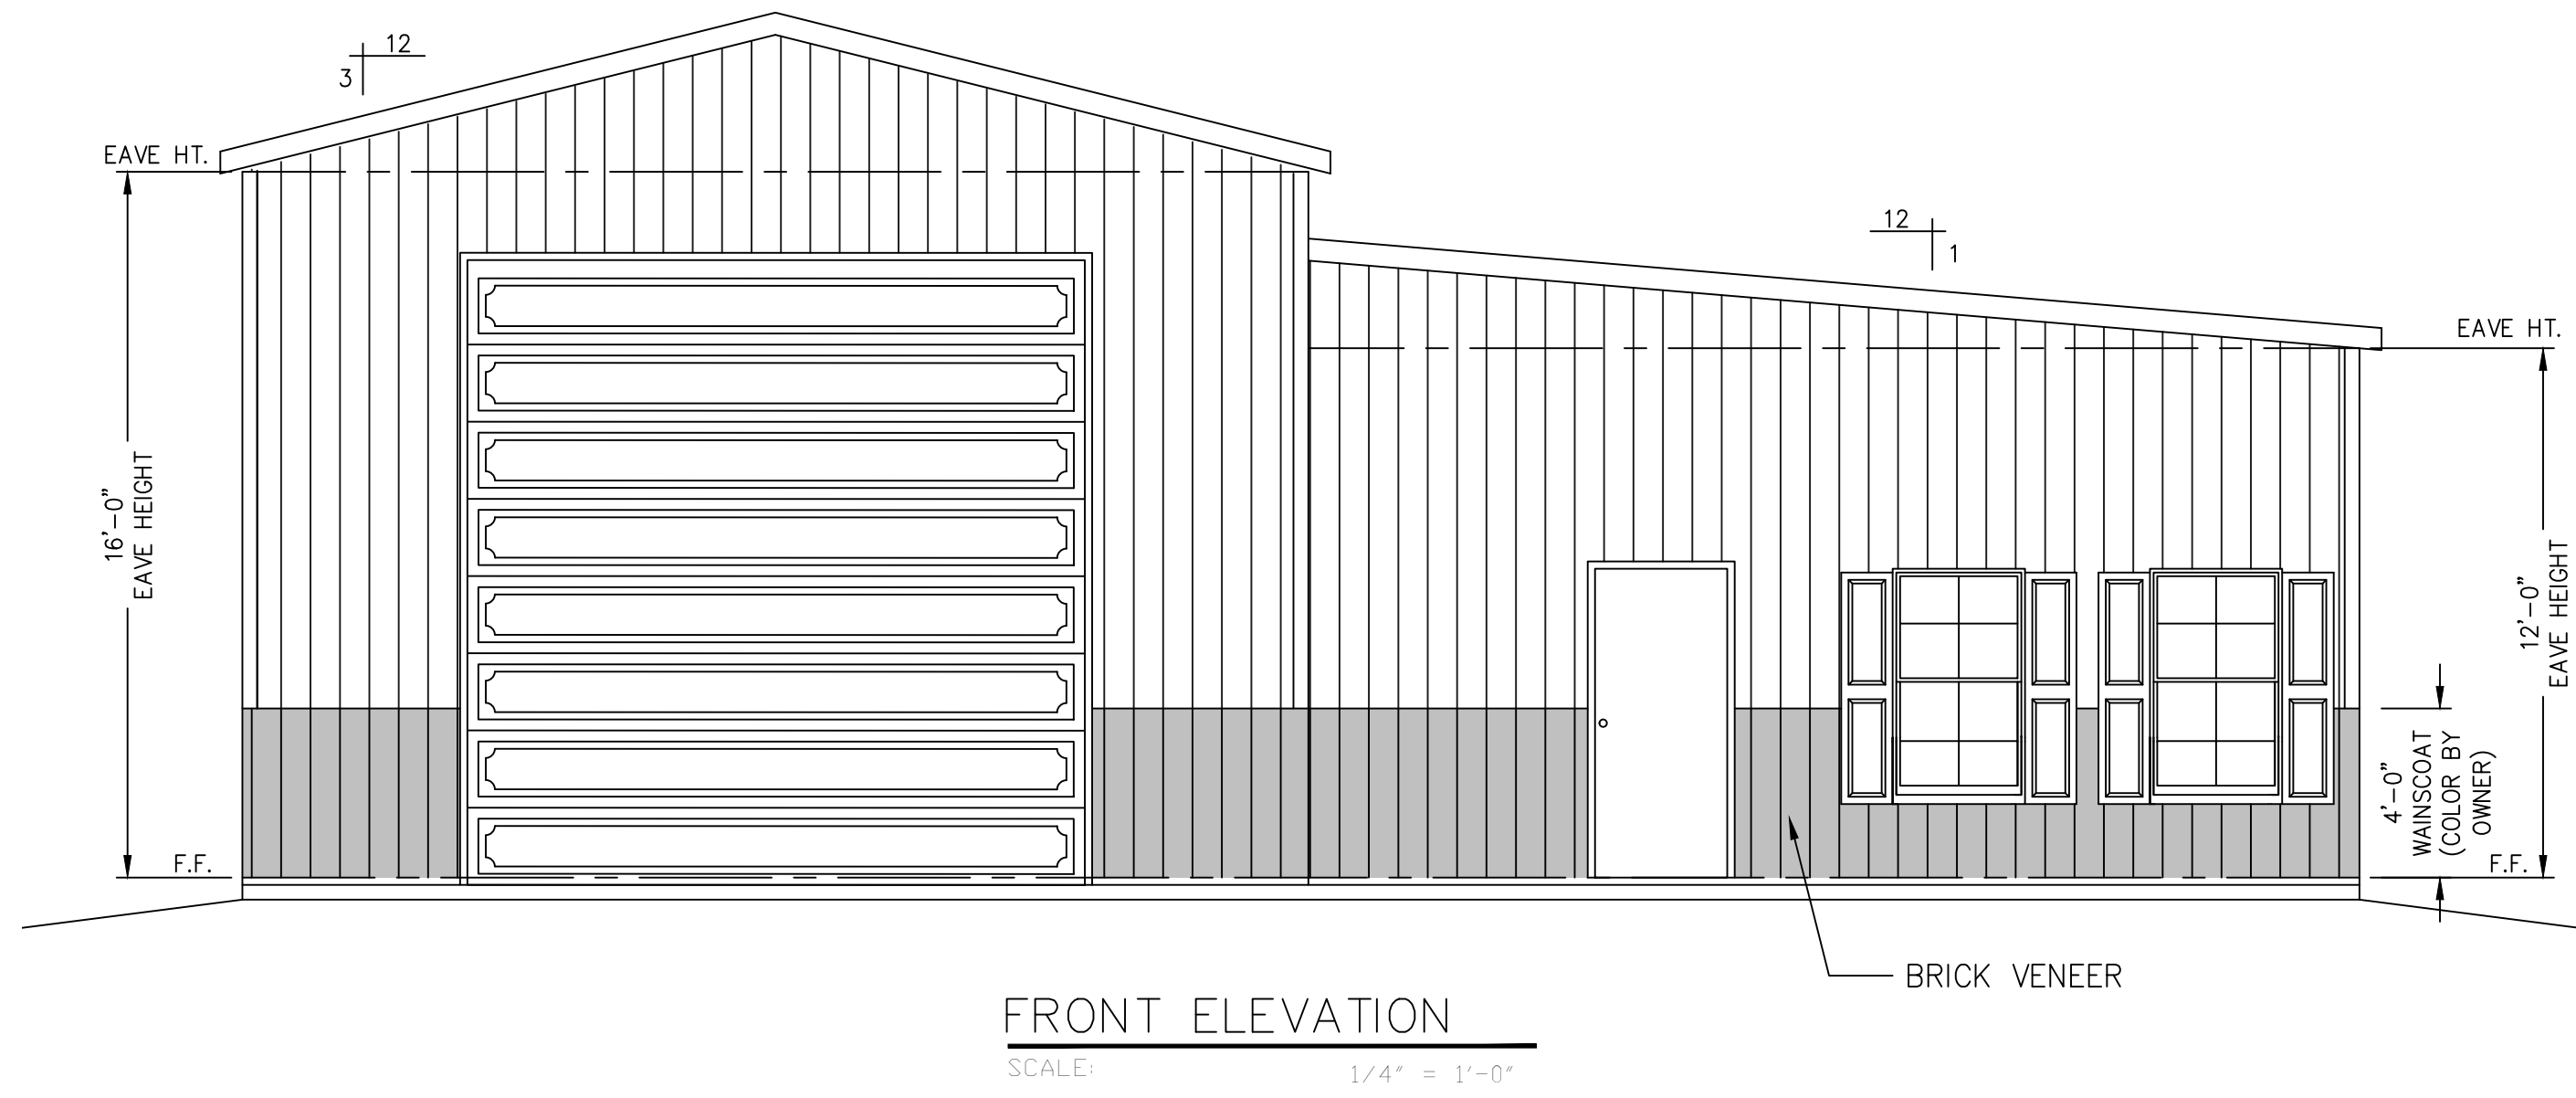 12
3
EAVE HT.
16'-0"
EAVE HEIGHT
F.F.
12
1
EAVE HT.
12'-0"
EAVE HEIGHT
4'-0"
WAINSCOAT
(COLOR BY
OWNER)
F.F.
BRICK VENEER
FRONT ELEVATION
SCALE: 1/4" = 1'-0"